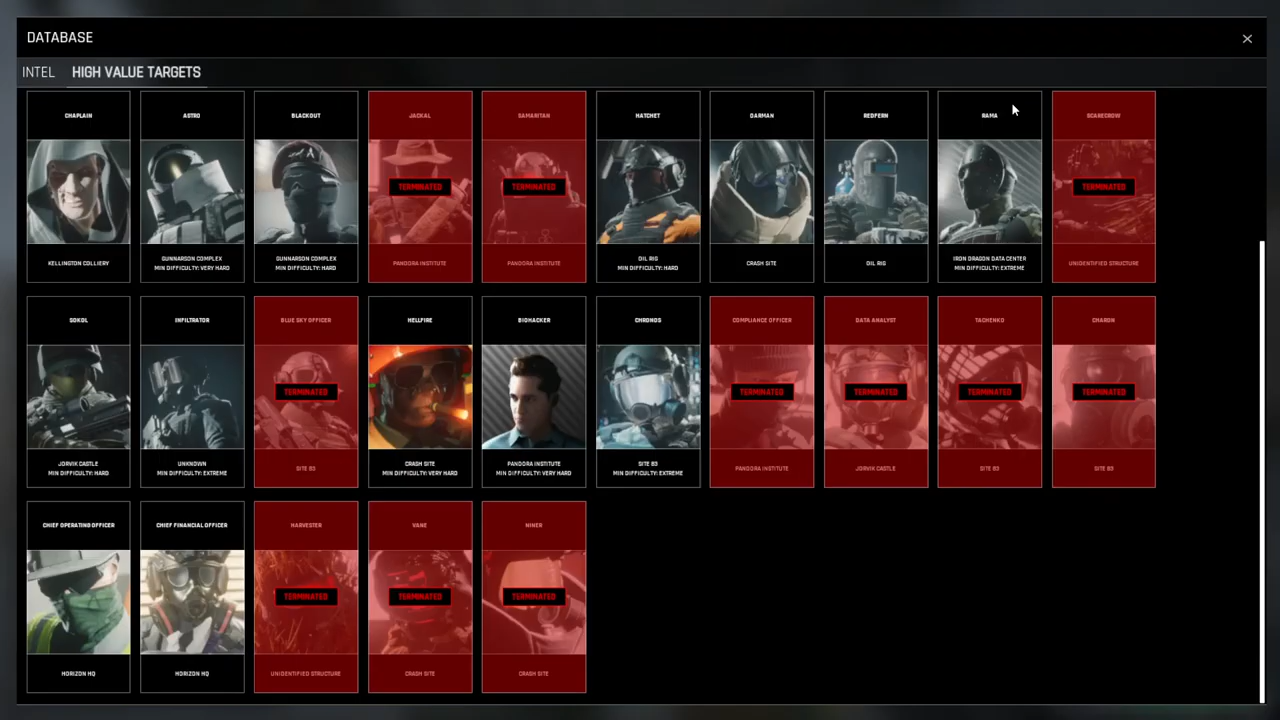 DATABASE
INTEL HIGH VALUE TARGETS
CHAPLAIN
KELLINGTON COLLIERY
ASTRO
GUNNARSON COMPLEX
MIN DIFFICULTY: VERY HARD
BLACKOUT
GUNNARSON COMPLEX
MIN DIFFICULTY: HARD
JACKAL
TERMINATED
PANDORA INSTITUTE
SAMARITAN
TERMINATED
PANDORA INSTITUTE
HATCHET
OIL RIG
MIN DIFFICULTY: HARD
DARMAN
CRASH SITE
REDFERN
OIL RIG
RAMA
IRON DRAGON DATA CENTER
MIN DIFFICULTY: EXTREME
SCARECROW
TERMINATED
UNIDENTIFIED STRUCTURE
SOKOL
JORVIK CASTLE
MIN DIFFICULTY: HARD
INFILTRATOR
UNKNOWN
MIN DIFFICULTY: EXTREME
BLUE SKY OFFICER
TERMINATED
SITE 83
HELLFIRE
CRASH SITE
MIN DIFFICULTY: VERY HARD
BIOHACKER
PANDORA INSTITUTE
MIN DIFFICULTY: VERY HARD
CHRONOS
SITE 83
MIN DIFFICULTY: EXTREME
COMPLIANCE OFFICER
TERMINATED
PANDORA INSTITUTE
DATA ANALYST
TERMINATED
JORVIK CASTLE
TACHENKO
TERMINATED
SITE 83
CHARON
TERMINATED
SITE 83
CHIEF OPERATING OFFICER
HORIZON HQ
CHIEF FINANCIAL OFFICER
HORIZON HQ
HARVESTER
TERMINATED
UNIDENTIFIED STRUCTURE
VANE
TERMINATED
CRASH SITE
MINER
TERMINATED
CRASH SITE